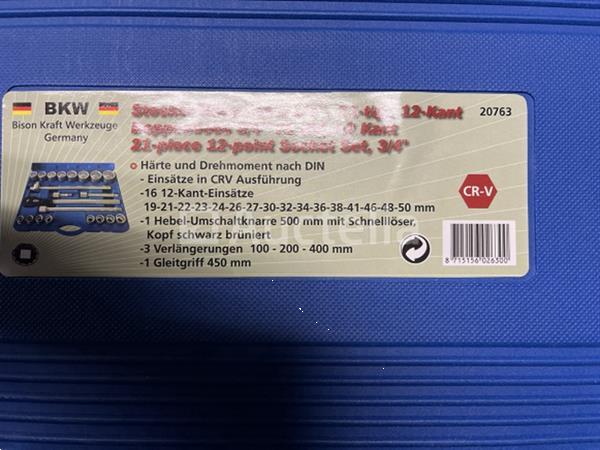 BKW
Bison Kraft Werkzeuge
Germany
12-Kant
20763
Kant
21-piece 12-point Socket Set, 3/4"
Härte und Drehmoment nach DIN
- Einsätze in CRV Ausführung
-16 12-Kant-Einsätze
19-21-22-23-24-26-27-30-32-34-36-38-41-46-48-50 mm
-1 Hebel-Umschaltknarre 500 mm mit Schnelllöser,
Kopf schwarz brüniert
-3 Verlängerungen 100 - 200 - 400 mm
-1 Gleitgriff 450 mm
CR-V
8 715156 026300